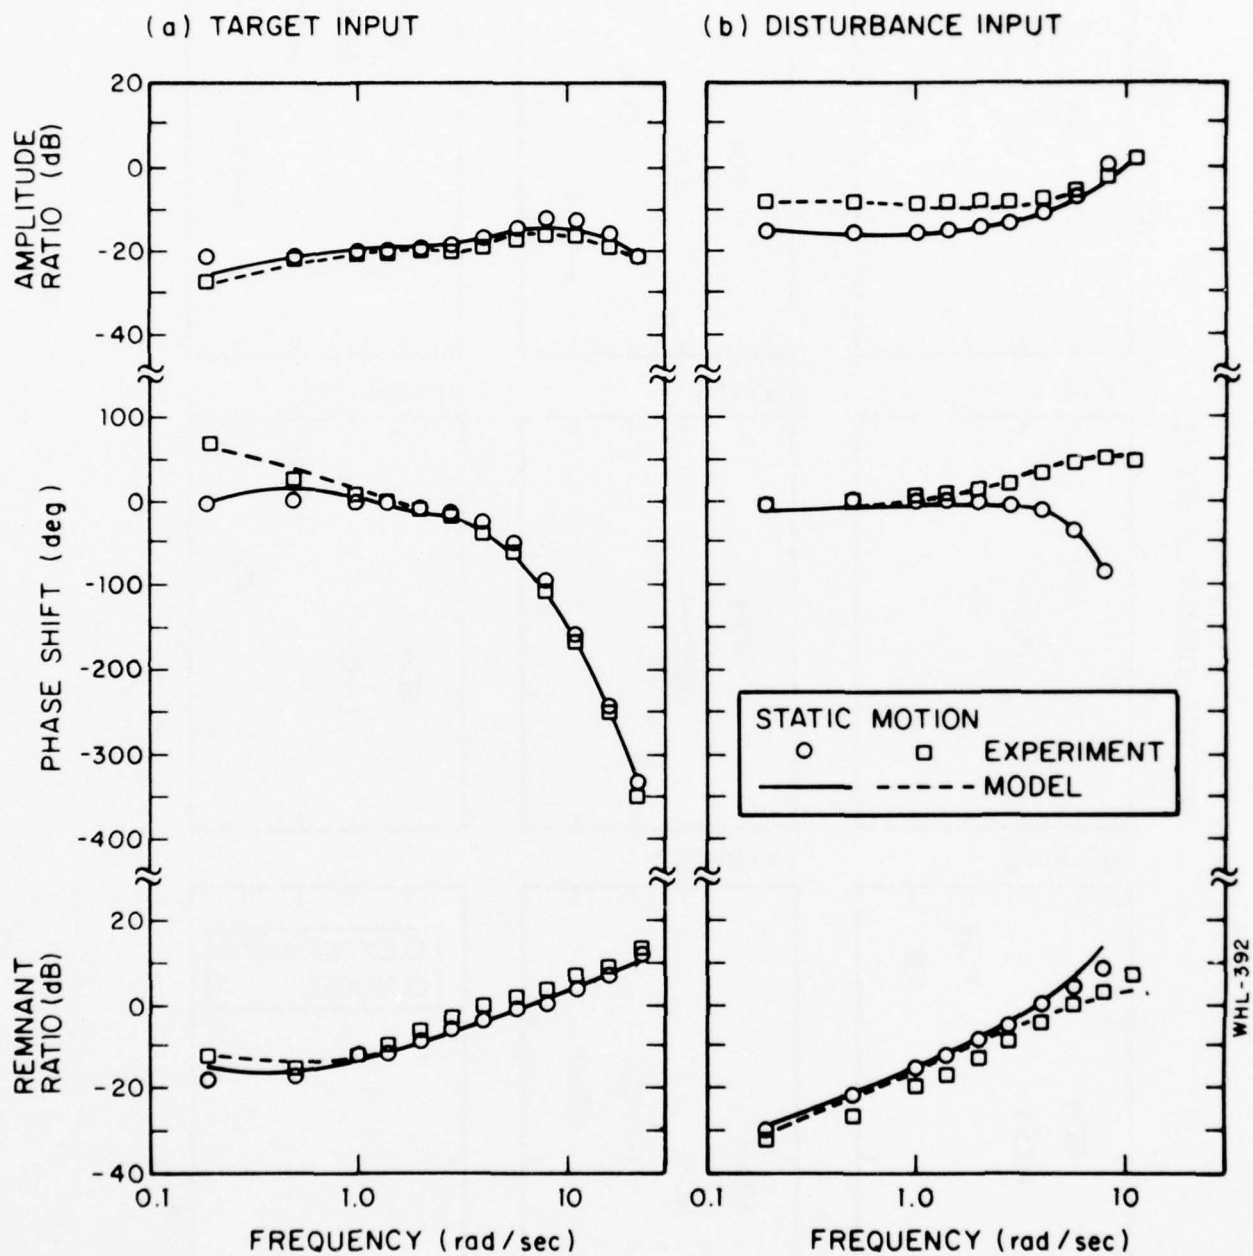 (a) TARGET INPUT
(b) DISTURBANCE INPUT
AMPLITUDE
RATIO (dB)
20
0
-20
-40
PHASE SHIFT (deg)
100
0
-100
-200
-300
-400
STATIC MOTION
EXPERIMENT
MODEL
REMNANT
RATIO (dB)
20
0
-20
-40
0.1 1.0 10
0.1 1.0 10
FREQUENCY (rad/sec)
FREQUENCY (rad/sec)
WHL-392